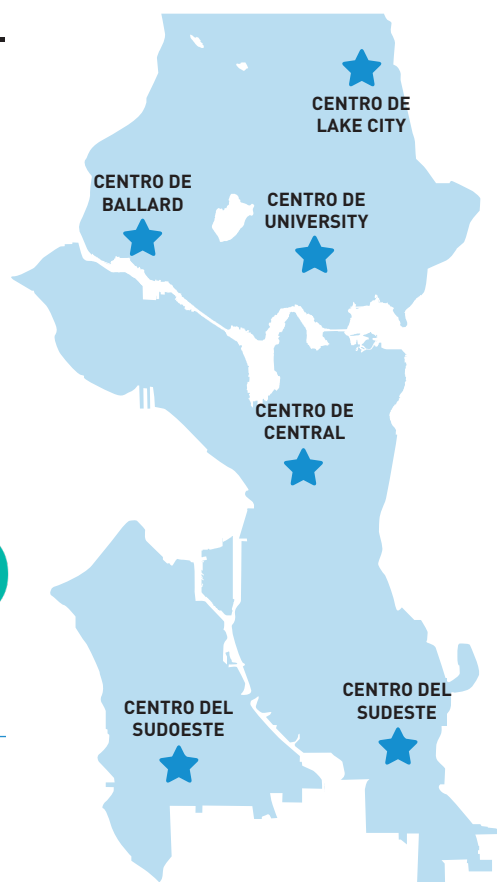 CENTRO DE
LAKE CITY
CENTRO DE
BALLARD
CENTRO DE
UNIVERSITY
CENTRO DE
CENTRAL
CENTRO DEL
SUDESTE
CENTRO DEL
SUDOESTE